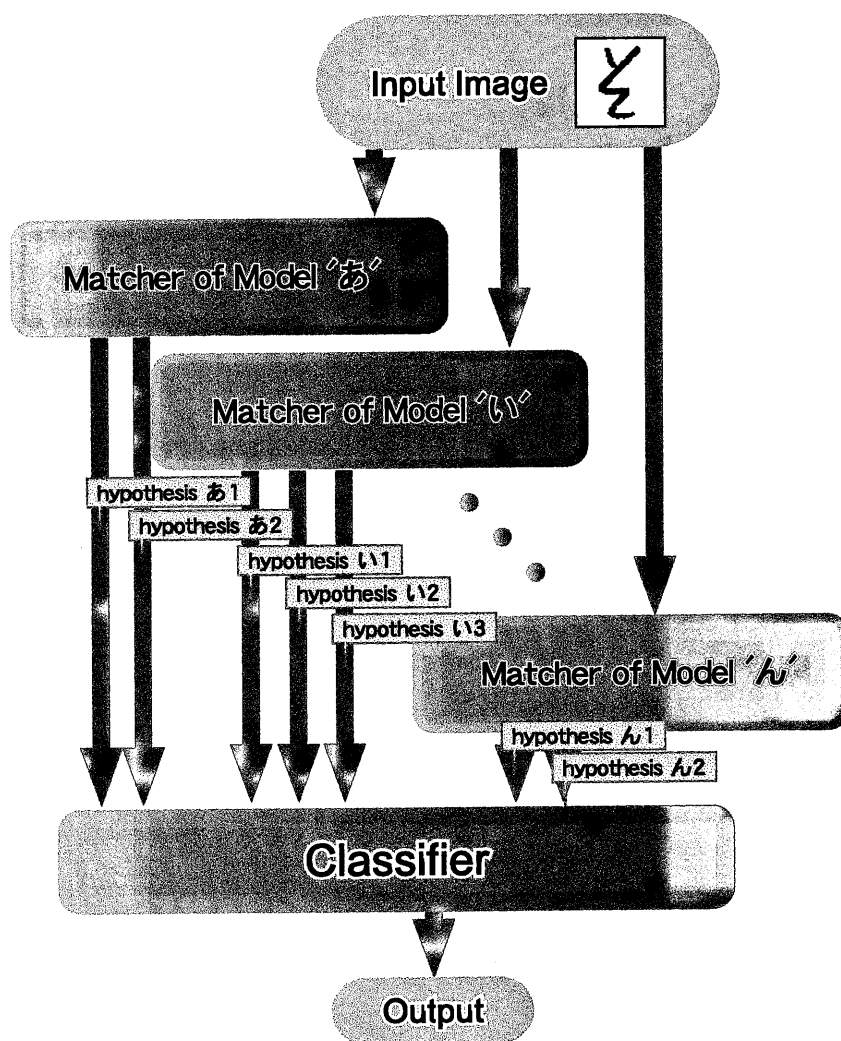 Input Image そ
Matcher of Model 'あ'
Matcher of Model 'い'
hypothesis あ1
hypothesis あ2
hypothesis い1
hypothesis い2
hypothesis い3
Matcher of Model 'ん'
hypothesis ん1
hypothesis ん2
Classifier
Output